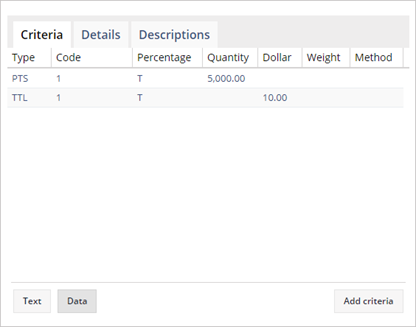 Criteria Details Descriptions
Type Code Percentage Quantity Dollar Weight Method
PTS 1 T 5,000.00
TTL 1 T 10.00
Text Data Add criteria